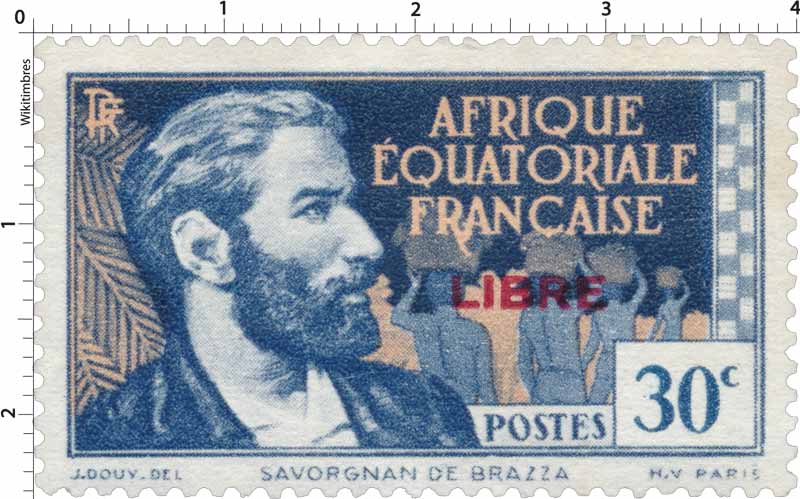 0 1 2 3 4
Wikitimbres
1
2
RF
AFRIQUE
ÉQUATORIALE
FRANÇAISE
LIBRE
30c
POSTES
J.DOUY.DEL SAVORGNAN DE BRAZZA H.V PARIS